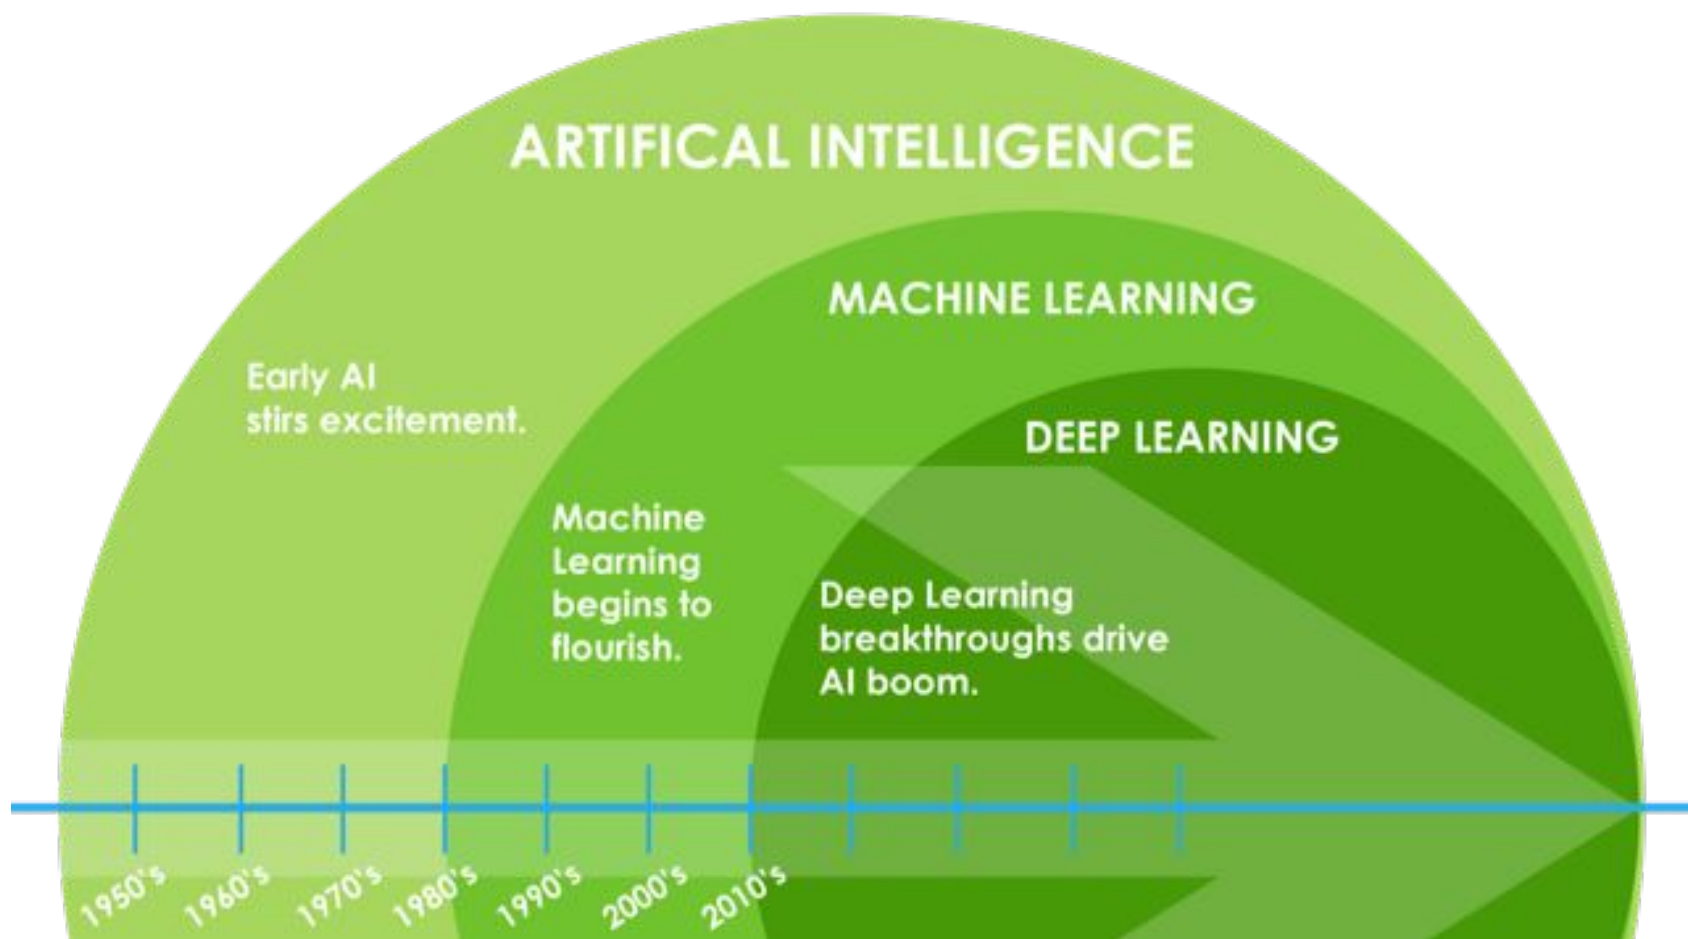 ARTIFICAL INTELLIGENCE
MACHINE LEARNING
DEEP LEARNING
Early AI
stirs excitement.
Machine
Learning
begins to
flourish.
Deep Learning
breakthroughs drive
AI boom.
1950's
1960's
1970's
1980's
1990's
2000's
2010's